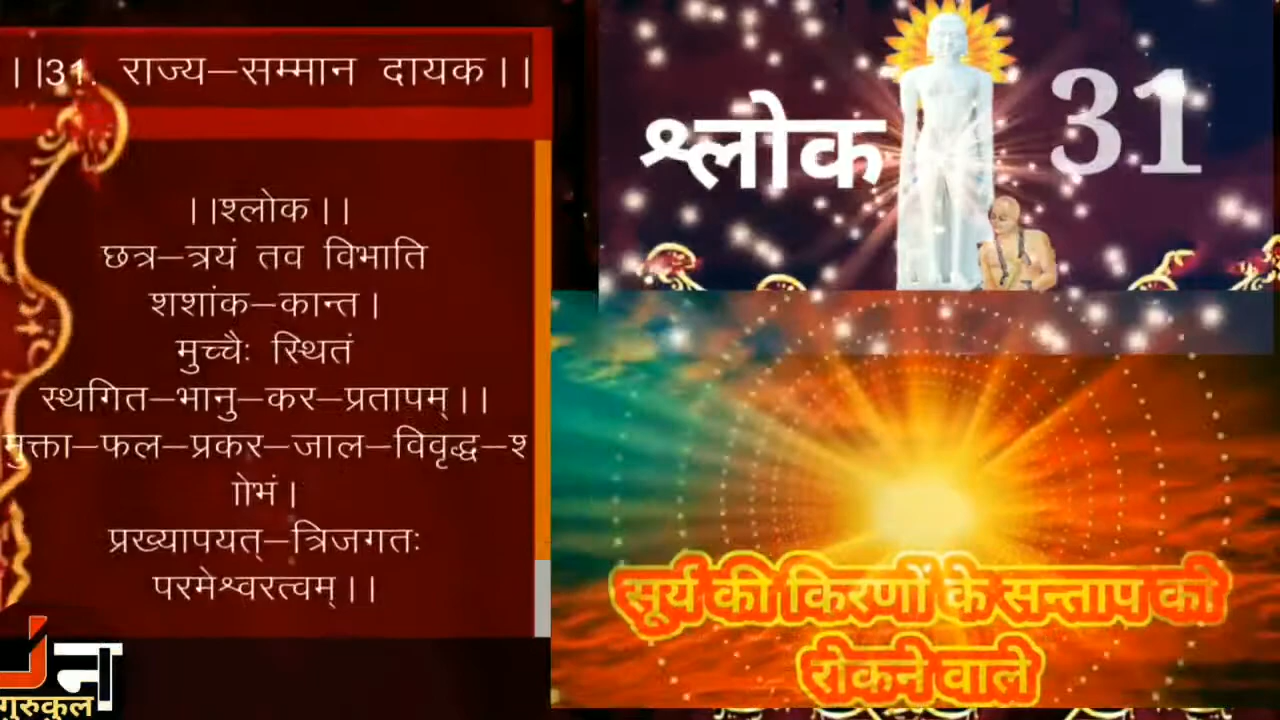 ||31. राज्य–सम्मान दायक||
||श्लोक||
छत्र–त्रयं तव विभाति
शशांक–कान्त|
मुच्चैः स्थितं
स्थगित–भानु–कर–प्रतापम्||
मुक्ता–फल–प्रकर–जाल–विवृद्ध–श
ोभं|
प्रख्यापयत्–त्रिजगतः
परमेश्वरत्वम्||
श्लोक 31
सूर्य की किरणों के सन्ताप को
रोकने वाले
गुरुकुल